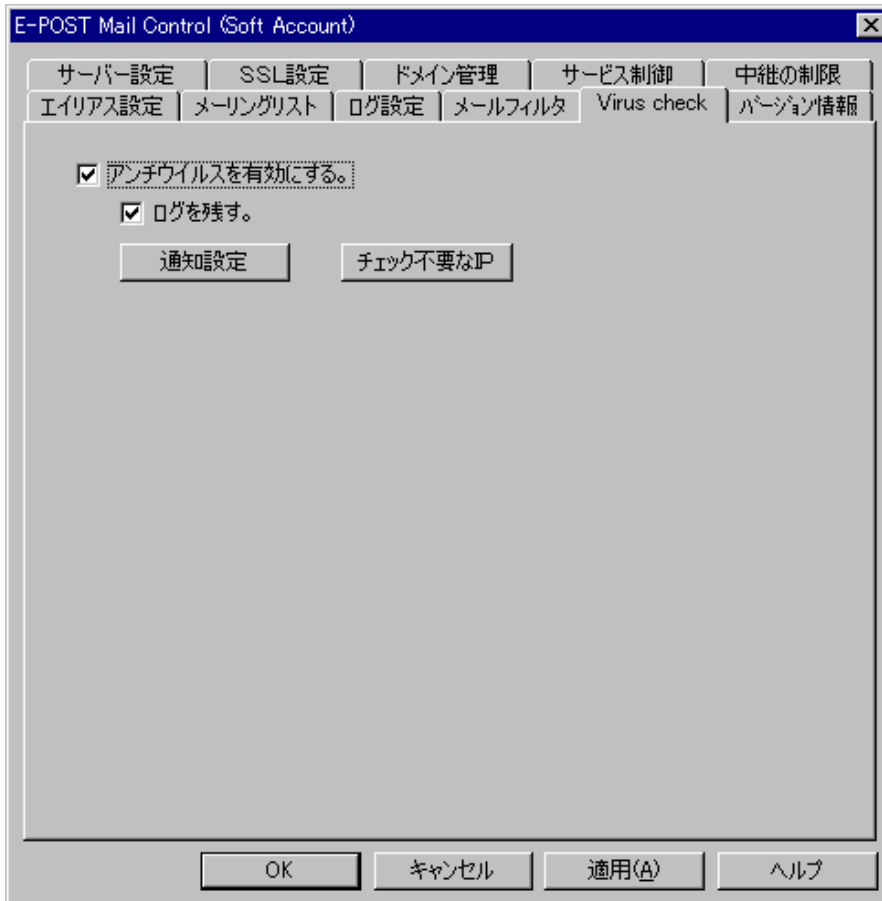 E-POST Mail Control (Soft Account)
サーバー設定 SSL設定 ドメイン管理 サービス制御 中継の制限
エイリアス設定 メーリングリスト ログ設定 メールフィルタ Virus check バージョン情報
アンチウイルスを有効にする。
ログを残す。
通知設定 チェック不要なIP
OK キャンセル 適用(A) ヘルプ